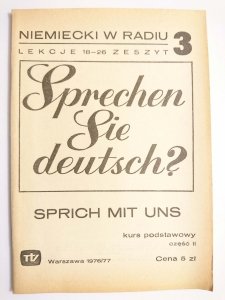 NIEMIECKI W RADIU
LEKCJE 18-26 ZESZYT 3
Sprechen
Sie
deutsch?
SPRICH MIT UNS
kurs podstawowy
część II
Warszawa 1976/77
Cena 6 zł